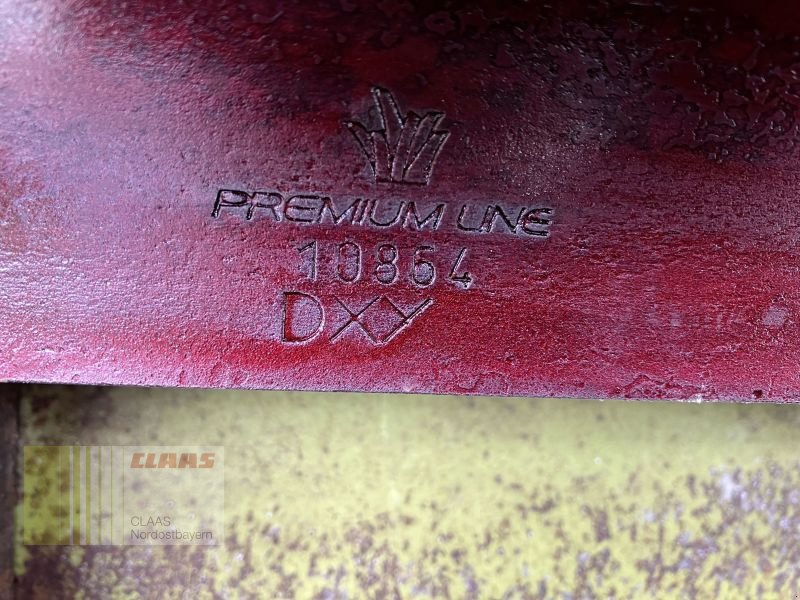 PREMIUM LINE
10864
DXY
CLAAS
CLAAS
Nordostbayern